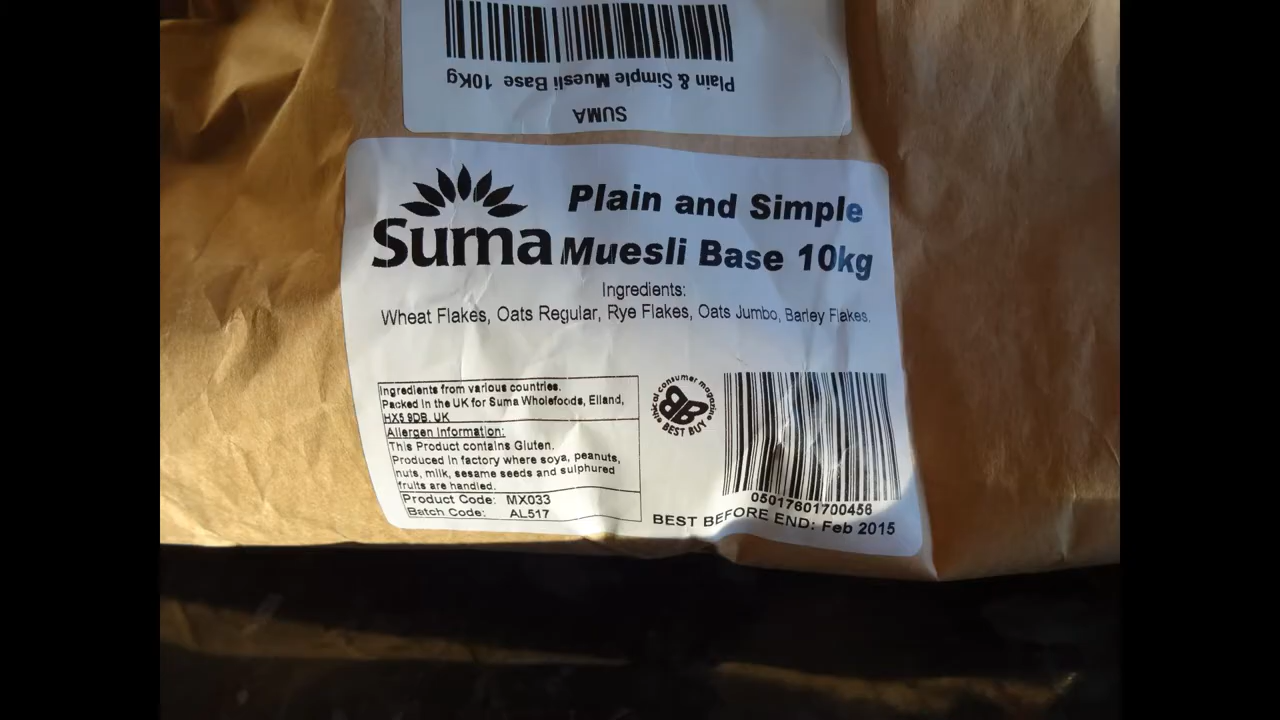 Plain & Simple Muesli Base 10Kg
SUMA
Suma
Plain and Simple
Muesli Base 10kg
Ingredients:
Wheat Flakes, Oats Regular, Rye Flakes, Oats Jumbo, Barley Flakes.
Ingredients from various countries.
Packed in the UK for Suma Wholefoods, Elland,
HX5 9DB. UK
Allergen Information:
This Product contains Gluten.
Produced in factory where soya, peanuts,
nuts, milk, sesame seeds and sulphured
fruits are handled.
Product Code: MX033
Batch Code: AL517
ethical consumer magazine
BEST BUY
05017601700456
BEST BEFORE END: Feb 2015